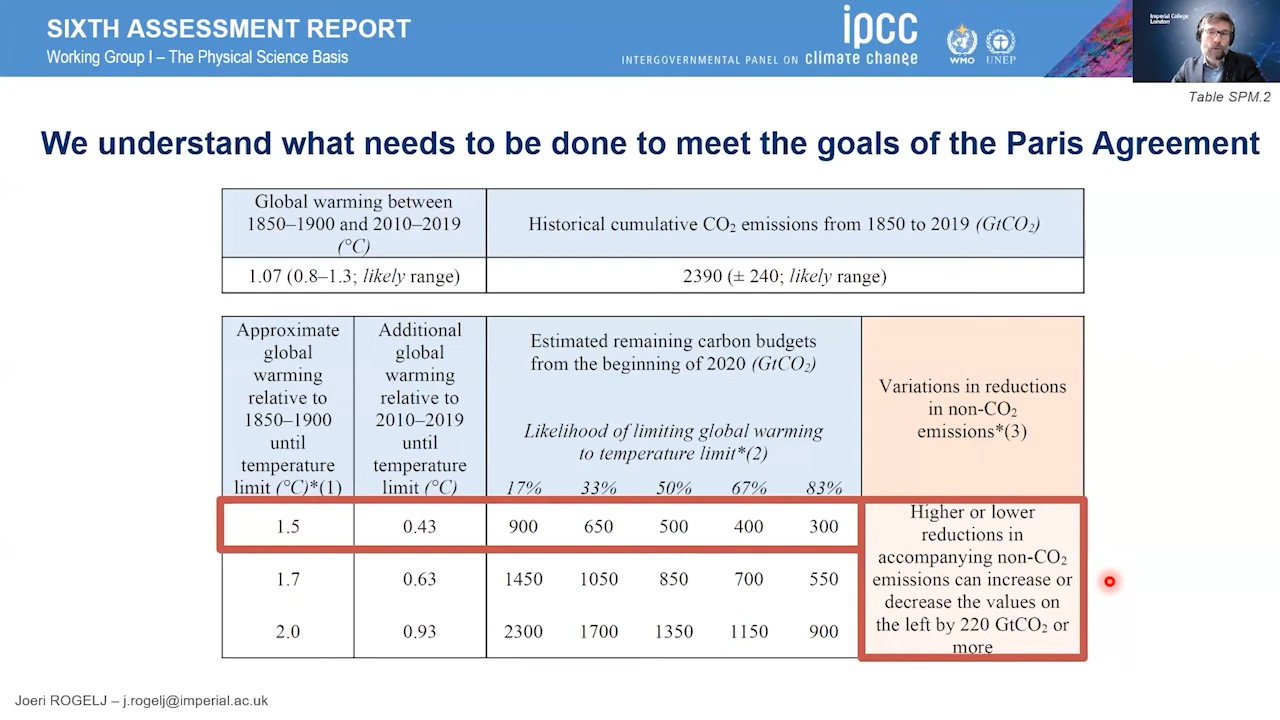 SIXTH ASSESSMENT REPORT
Working Group I – The Physical Science Basis
INTERGOVERNMENTAL PANEL ON climate change
ipcc
WMO
UNEP
Imperial College
London
Table SPM.2
We understand what needs to be done to meet the goals of the Paris Agreement
Global warming between
1850–1900 and 2010–2019
(°C)
Historical cumulative CO₂ emissions from 1850 to 2019 (GtCO₂)
1.07 (0.8–1.3; likely range)
2390 (± 240; likely range)
Approximate
global
warming
relative to
1850–1900
until
temperature
limit (°C)*(1)
Additional
global
warming
relative to
2010–2019
until
temperature
limit (°C)
Estimated remaining carbon budgets
from the beginning of 2020 (GtCO₂)
Likelihood of limiting global warming
to temperature limit*(2)
17% 33% 50% 67% 83%
Variations in reductions
in non-CO₂
emissions*(3)
1.5 0.43 900 650 500 400 300
1.7 0.63 1450 1050 850 700 550
2.0 0.93 2300 1700 1350 1150 900
Higher or lower
reductions in
accompanying non-CO₂
emissions can increase or
decrease the values on
the left by 220 GtCO₂ or
more
Joeri ROGELJ – j.rogelj@imperial.ac.uk